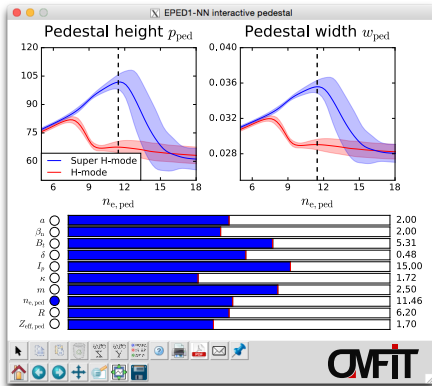 EPED1-NN interactive pedestal
Pedestal height p_ped
Pedestal width w_ped
120
105
90
75
60
Super H-mode
H-mode
6 9 12 15 18
n_e,ped
0.040
0.036
0.032
0.028
6 9 12 15 18
n_e,ped
a 2.00
β_n 2.00
B_t 5.31
δ 0.48
I_p 15.00
κ 1.72
m 2.50
n_e,ped 11.46
R 6.20
Z_eff,ped 1.70
PDF
OMFIT